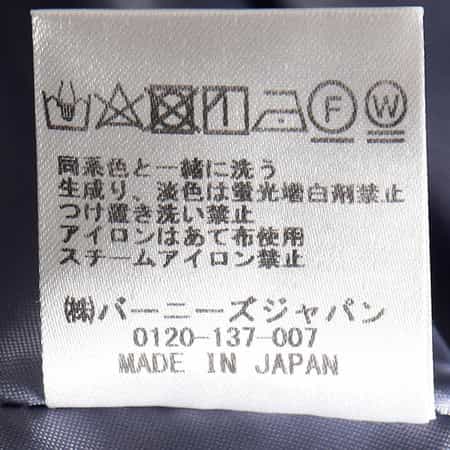 F W
同系色と一緒に洗う
生成り、淡色は蛍光増白剤禁止
つけ置き洗い禁止
アイロンはあて布使用
スチームアイロン禁止
㈱バーニーズジャパン
0120-137-007
MADE IN JAPAN